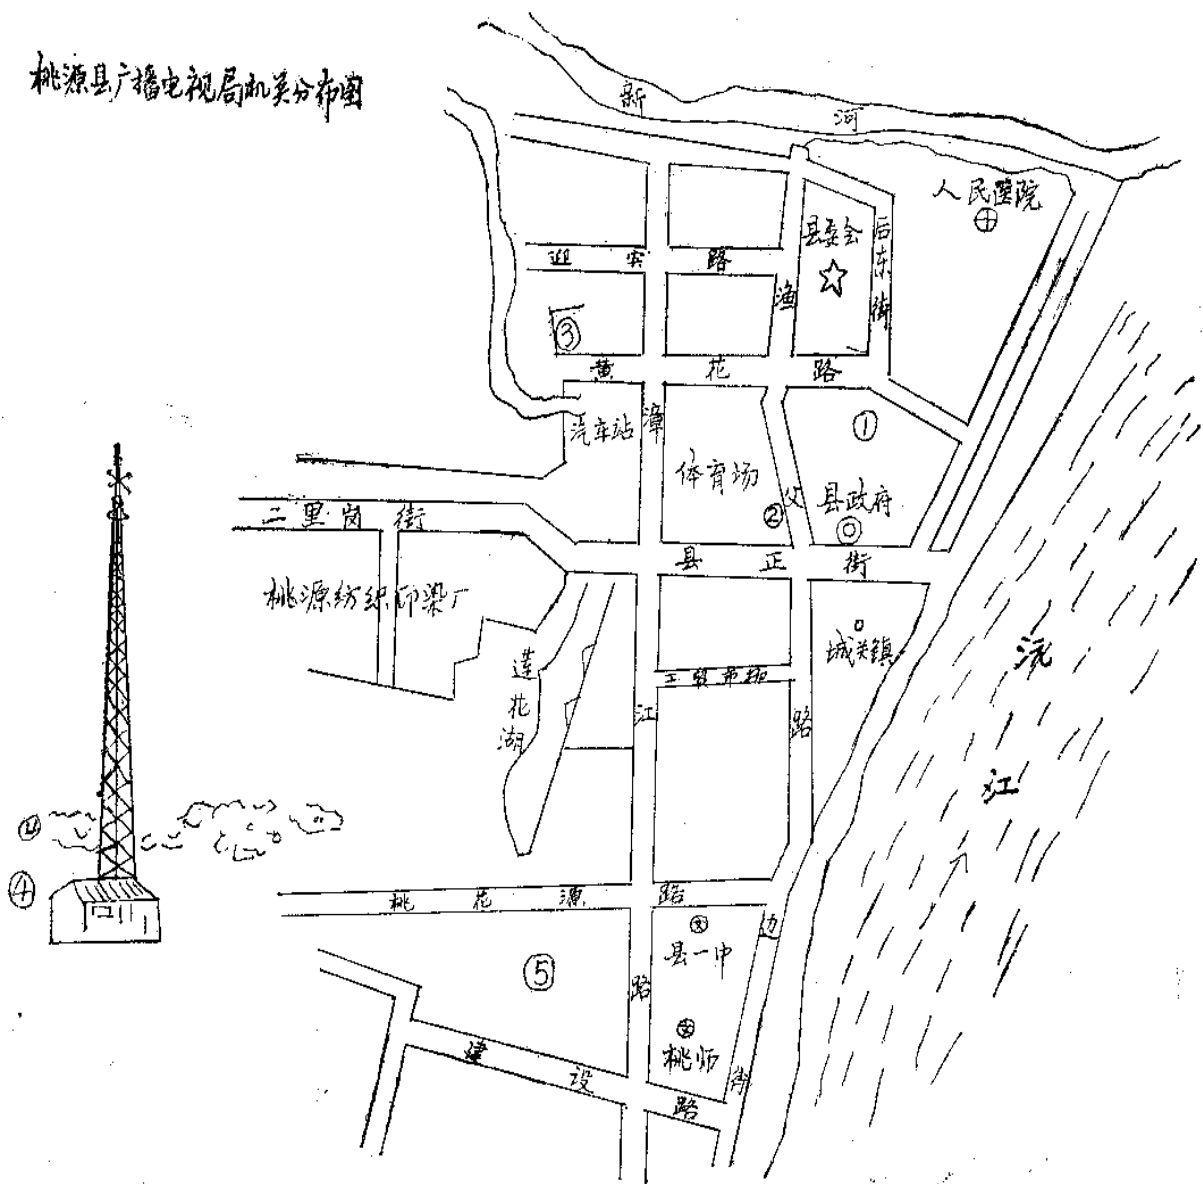 桃源县广播电视局机关分布图
新河
人民医院
县委会
后东街
迎宾路
渔父路
③
黄花路
汽车站
漳江路
体育场
①
②
县政府
二里岗街
县正街
桃源纺织印染厂
城关镇
莲花湖
沅江
④
桃花源路
县一中
边街
⑤
桃师
建设路